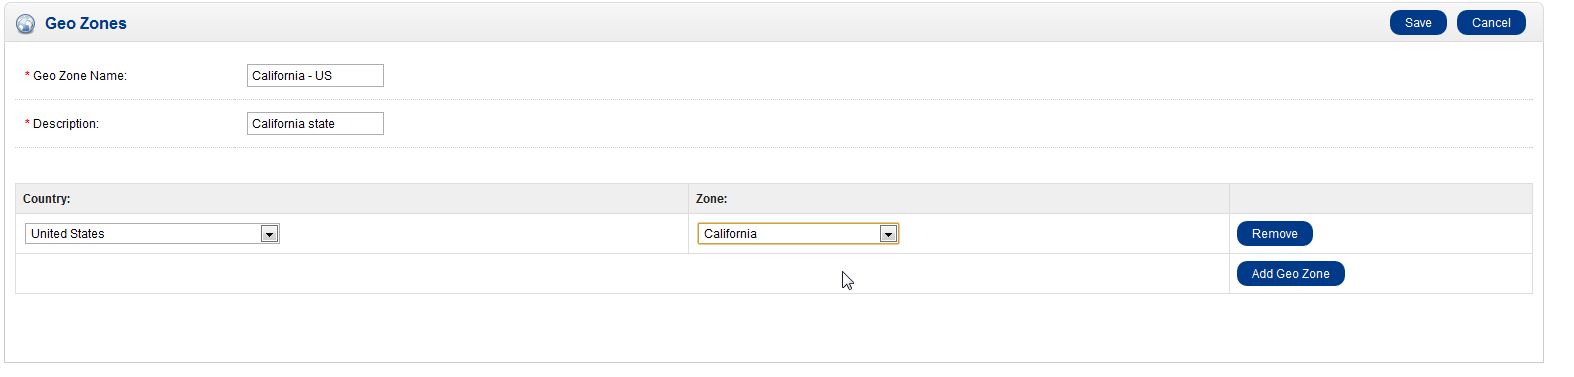 Geo Zones
Save
Cancel
* Geo Zone Name:
California - US
* Description:
California state
Country:
Zone:
United States
California
Remove
Add Geo Zone